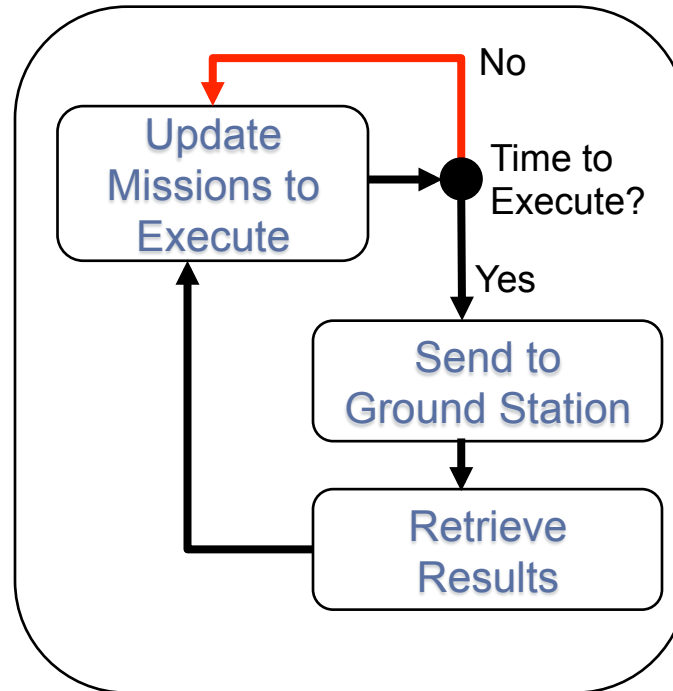 No
Update
Missions to
Execute
Time to
Execute?
Yes
Send to
Ground Station
Retrieve
Results